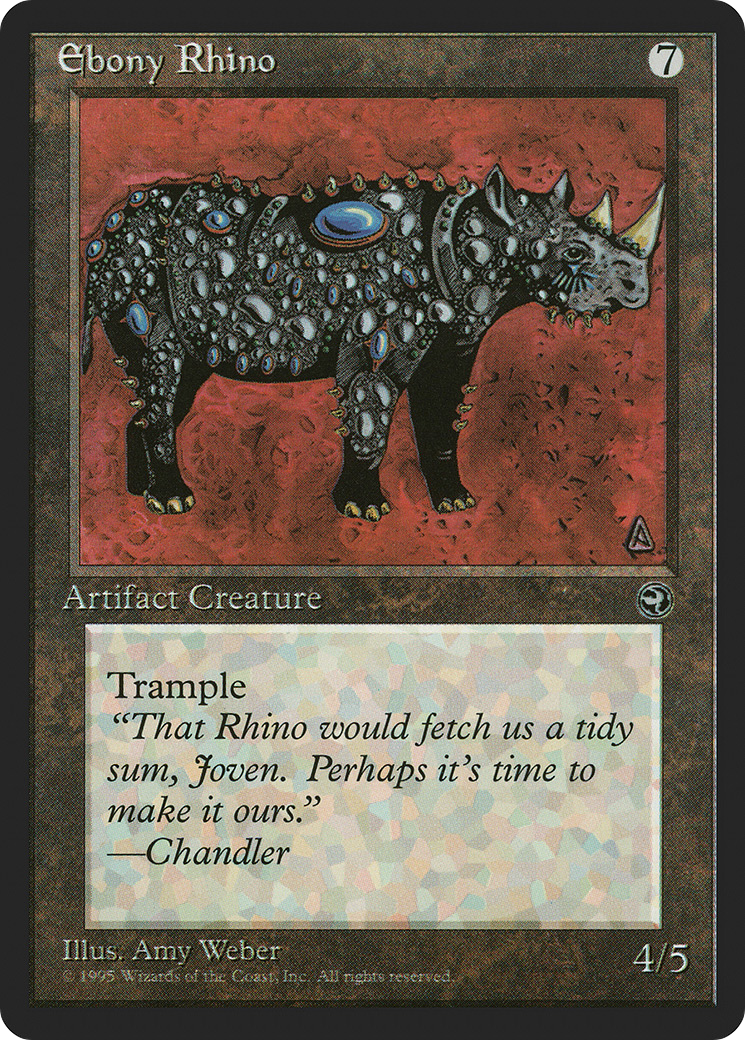 Ebony Rhino
7
Artifact Creature
Trample
“That Rhino would fetch us a tidy
sum, Joven.  Perhaps it’s time to
make it ours.”
—Chandler
Illus. Amy Weber
© 1995 Wizards of the Coast, Inc. All rights reserved.
4/5